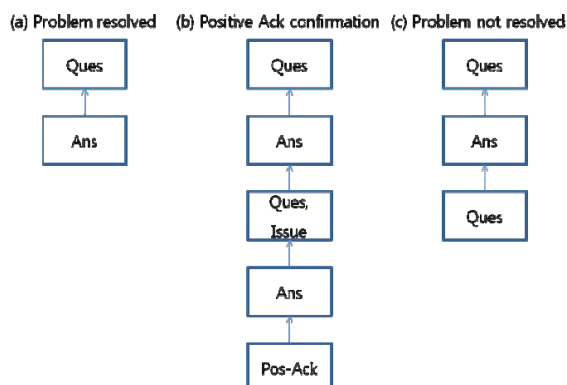 (a) Problem resolved (b) Positive Ack confirmation (c) Problem not resolved
Ques Ques Ques
Ans Ans Ans
Ques, Ques
Issue
Ans
Pos-Ack